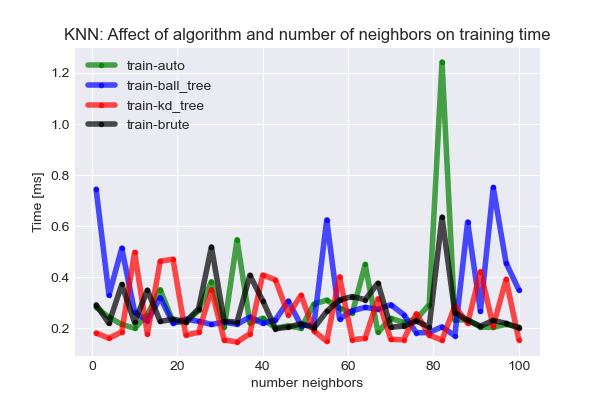 KNN: Affect of algorithm and number of neighbors on training time
train-auto
train-ball_tree
train-kd_tree
train-brute
1.2
1.0
0.8
0.6
0.4
0.2
Time [ms]
0 20 40 60 80 100
number neighbors